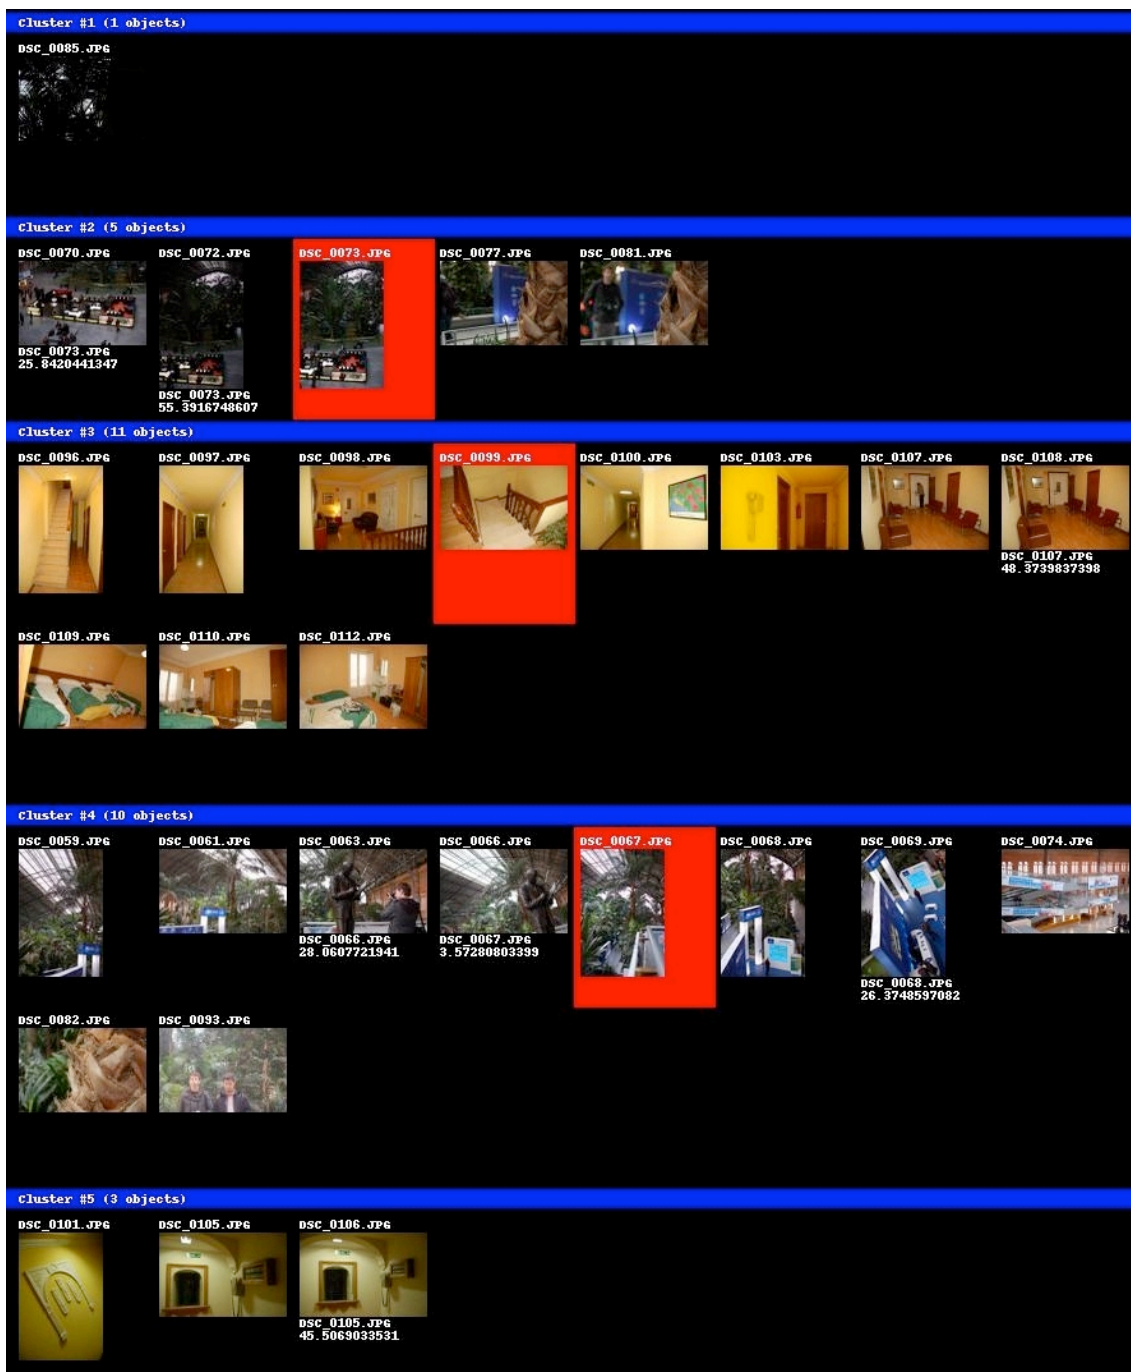 Cluster #1 (1 objects)
DSC_0085.JPG
Cluster #2 (5 objects)
DSC_0070.JPG DSC_0072.JPG DSC_0073.JPG DSC_0077.JPG DSC_0081.JPG
DSC_0073.JPG
25.8420441347
DSC_0073.JPG
55.3916748607
Cluster #3 (11 objects)
DSC_0096.JPG DSC_0097.JPG DSC_0098.JPG DSC_0099.JPG DSC_0100.JPG DSC_0103.JPG DSC_0107.JPG DSC_0108.JPG
DSC_0107.JPG
48.3739837398
DSC_0109.JPG DSC_0110.JPG DSC_0112.JPG
Cluster #4 (10 objects)
DSC_0059.JPG DSC_0061.JPG DSC_0063.JPG DSC_0066.JPG DSC_0067.JPG DSC_0068.JPG DSC_0069.JPG DSC_0074.JPG
DSC_0066.JPG DSC_0067.JPG
28.0607721941 3.57280803399
DSC_0068.JPG
26.3748597082
DSC_0082.JPG DSC_0093.JPG
Cluster #5 (3 objects)
DSC_0101.JPG DSC_0105.JPG DSC_0106.JPG
DSC_0105.JPG
45.5069033531